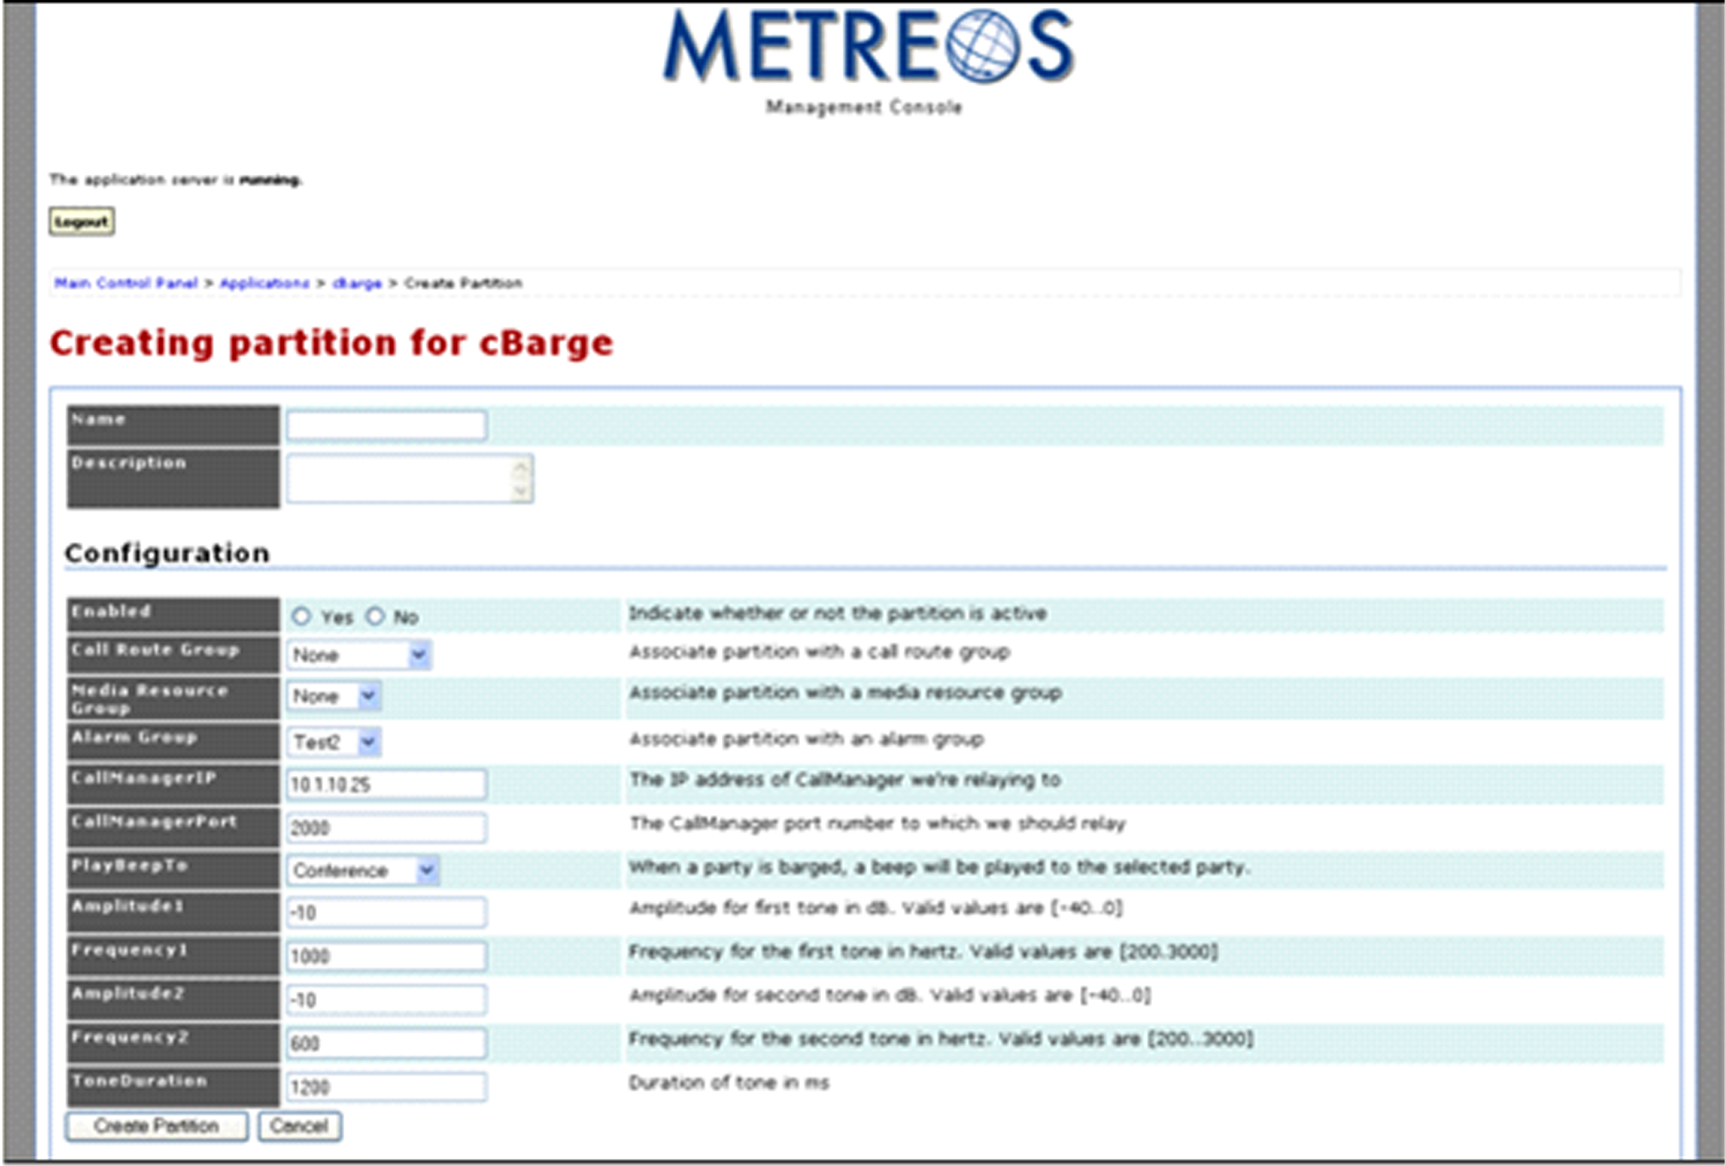 METREOS
Management Console
The application server is running.
Logout
Main Control Panel > Applications > cBarge > Create Partition
Creating partition for cBarge
Name
Description
Configuration
Enabled Yes No Indicate whether or not the partition is active
Call Route Group None Associate partition with a call route group
Media Resource Group None Associate partition with a media resource group
Alarm Group Test2 Associate partition with an alarm group
CallManagerIP 10.1.10.25 The IP address of CallManager we're relaying to
CallManagerPort 2000 The CallManager port number to which we should relay
PlayBeepTo Conference When a party is barged, a beep will be played to the selected party.
Amplitude1 -10 Amplitude for first tone in dB. Valid values are [-40..0]
Frequency1 1000 Frequency for the first tone in hertz. Valid values are [200.3000]
Amplitude2 -10 Amplitude for second tone in dB. Valid values are [-40..0]
Frequency2 600 Frequency for the second tone in hertz. Valid values are [200..3000]
ToneDuration 1200 Duration of tone in ms
Create Partition Cancel